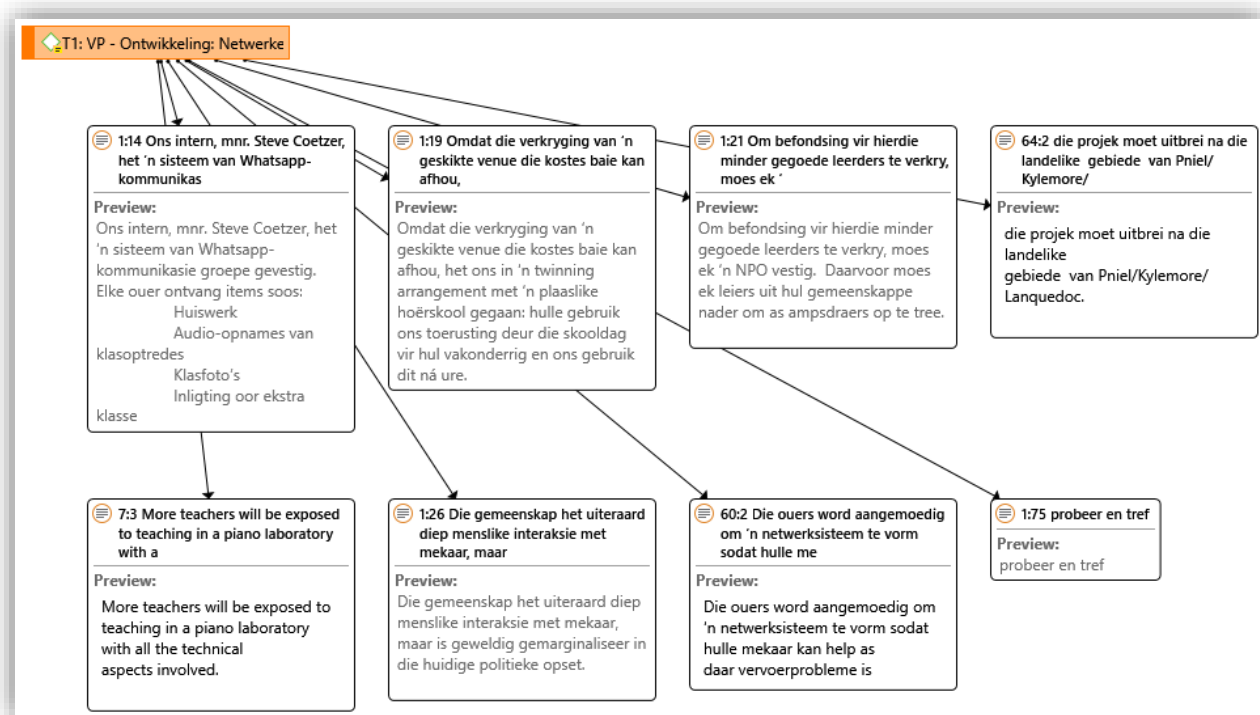 T1: VP - Ontwikkeling: Netwerke
1:14 Ons intern, mnr. Steve Coetzer,
het 'n sisteem van Whatsapp-
kommunikas
Preview:
Ons intern, mnr. Steve Coetzer, het
'n sisteem van Whatsapp-
kommunikasie groepe gevestig.
Elke ouer ontvang items soos:
Huiswerk
Audio-opnames van
klasoptredes
Klasfoto's
Inligting oor ekstra
klasse
1:19 Omdat die verkryging van 'n
geskikte venue die kostes baie kan
afhou,
Preview:
Omdat die verkryging van 'n
geskikte venue die kostes baie kan
afhou, het ons in 'n twinning
arrangement met 'n plaaslike
hoërskool gegaan: hulle gebruik
ons toerusting deur die skooldag
vir hul vakonderrig en ons gebruik
dit ná ure.
1:21 Om befondsing vir hierdie
minder gegoede leerders te verkry,
moes ek '
Preview:
Om befondsing vir hierdie minder
gegoede leerders te verkry, moes
ek 'n NPO vestig.  Daarvoor moes
ek leiers uit hul gemeenskappe
nader om as ampsdraers op te tree.
64:2 die projek moet uitbrei na die
landelike  gebiede  van Pniel/
Kylemore/
Preview:
die projek moet uitbrei na die
landelike
gebiede  van Pniel/Kylemore/
Lanquedoc.
7:3 More teachers will be exposed
to teaching in a piano laboratory
with a
Preview:
More teachers will be exposed to
teaching in a piano laboratory
with all the technical
aspects involved.
1:26 Die gemeenskap het uiteraard
diep menslike interaksie met
mekaar, maar
Preview:
Die gemeenskap het uiteraard diep
menslike interaksie met mekaar,
maar is geweldig gemarginaliseer in
die huidige politieke opset.
60:2 Die ouers word aangemoedig
om 'n netwerksisteem te vorm
sodat hulle me
Preview:
Die ouers word aangemoedig om
'n netwerksisteem te vorm sodat
hulle mekaar kan help as
daar vervoerprobleme is
1:75 probeer en tref
Preview:
probeer en tref